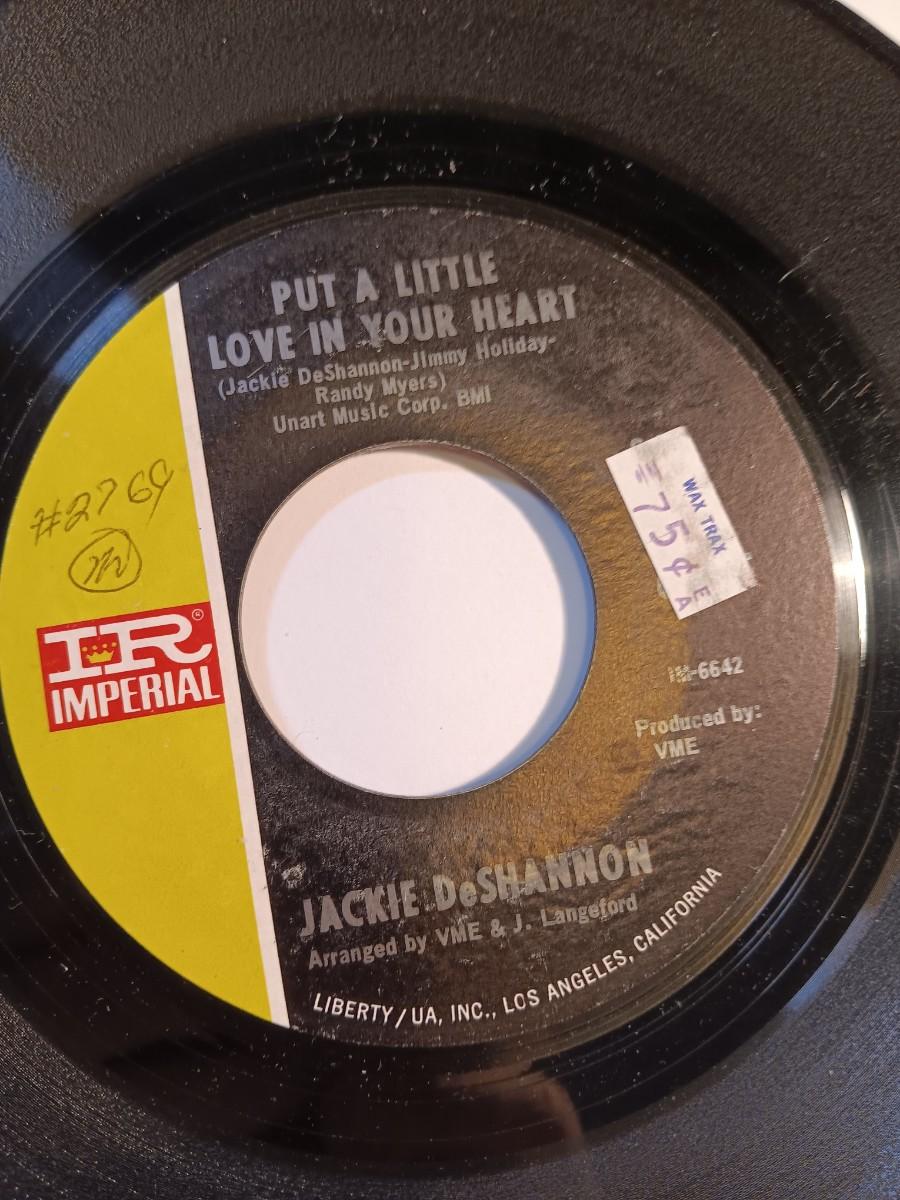 PUT A LITTLE
LOVE IN YOUR HEART
(Jackie DeShannon-Jimmy Holiday-
Randy Myers)
Unart Music Corp. BMI
#2769
IR®
IMPERIAL
WAX TRAX
75¢
E
A
IM-6642
Produced by:
VME
JACKIE DeSHANNON
Arranged by VME & J. Langeford
LIBERTY/UA, INC., LOS ANGELES, CALIFORNIA